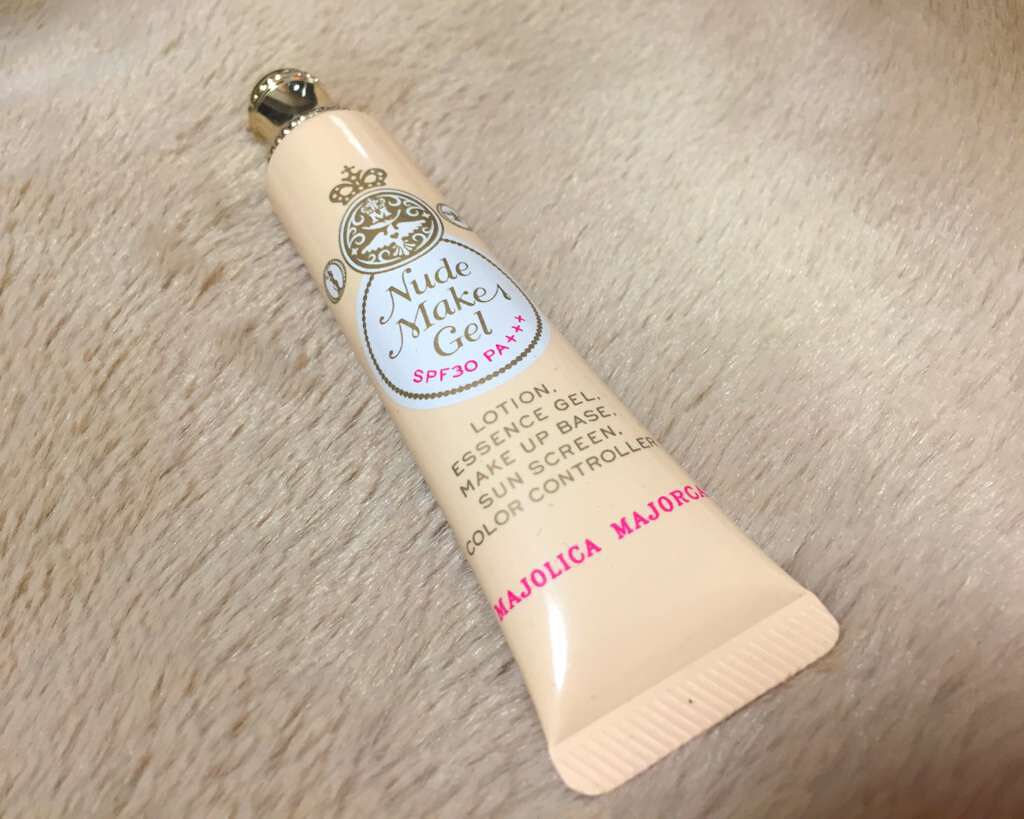 M
Nude
Make
Gel
SPF30 PA+++
LOTION.
ESSENCE GEL.
MAKE UP BASE.
SUN SCREEN.
COLOR CONTROLLER
MAJOLICA MAJORCA